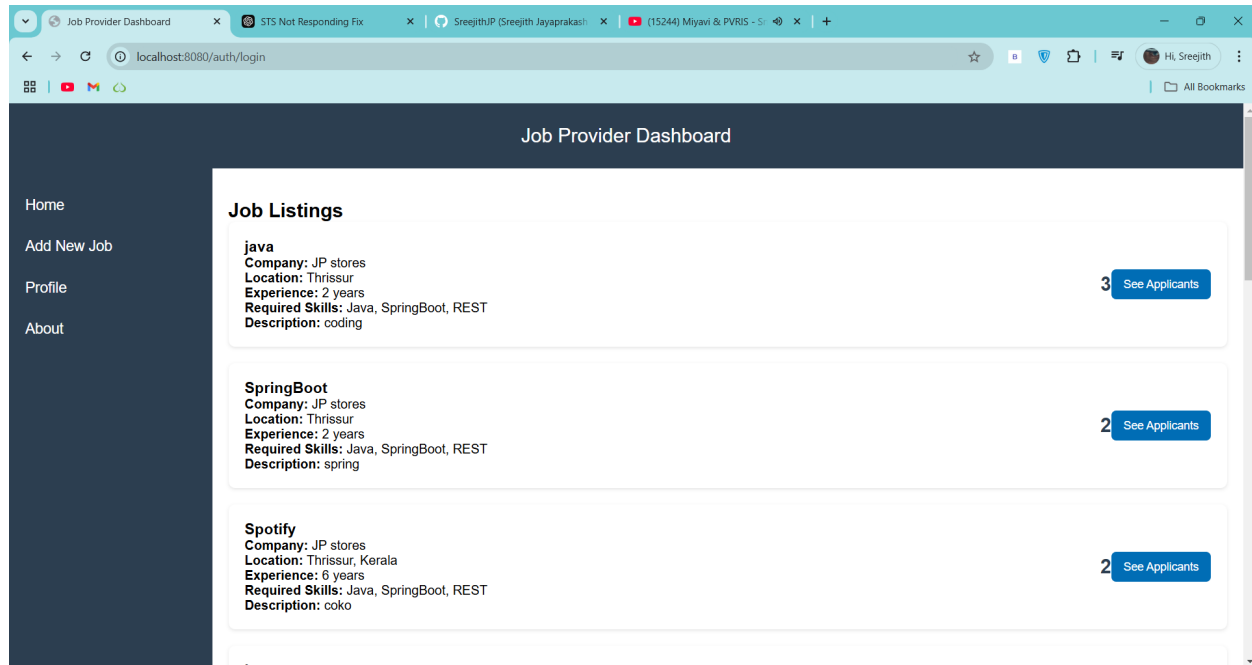 Job Provider Dashboard
STS Not Responding Fix
SreejithJP (Sreejith Jayaprakash
(15244) Miyavi & PVRIS - S
localhost:8080/auth/login
B
Hi, Sreejith
All Bookmarks
Job Provider Dashboard
Home
Add New Job
Profile
About
Job Listings
java
Company: JP stores
Location: Thrissur
Experience: 2 years
Required Skills: Java, SpringBoot, REST
Description: coding
3 See Applicants
SpringBoot
Company: JP stores
Location: Thrissur
Experience: 2 years
Required Skills: Java, SpringBoot, REST
Description: spring
2 See Applicants
Spotify
Company: JP stores
Location: Thrissur, Kerala
Experience: 6 years
Required Skills: Java, SpringBoot, REST
Description: coko
2 See Applicants